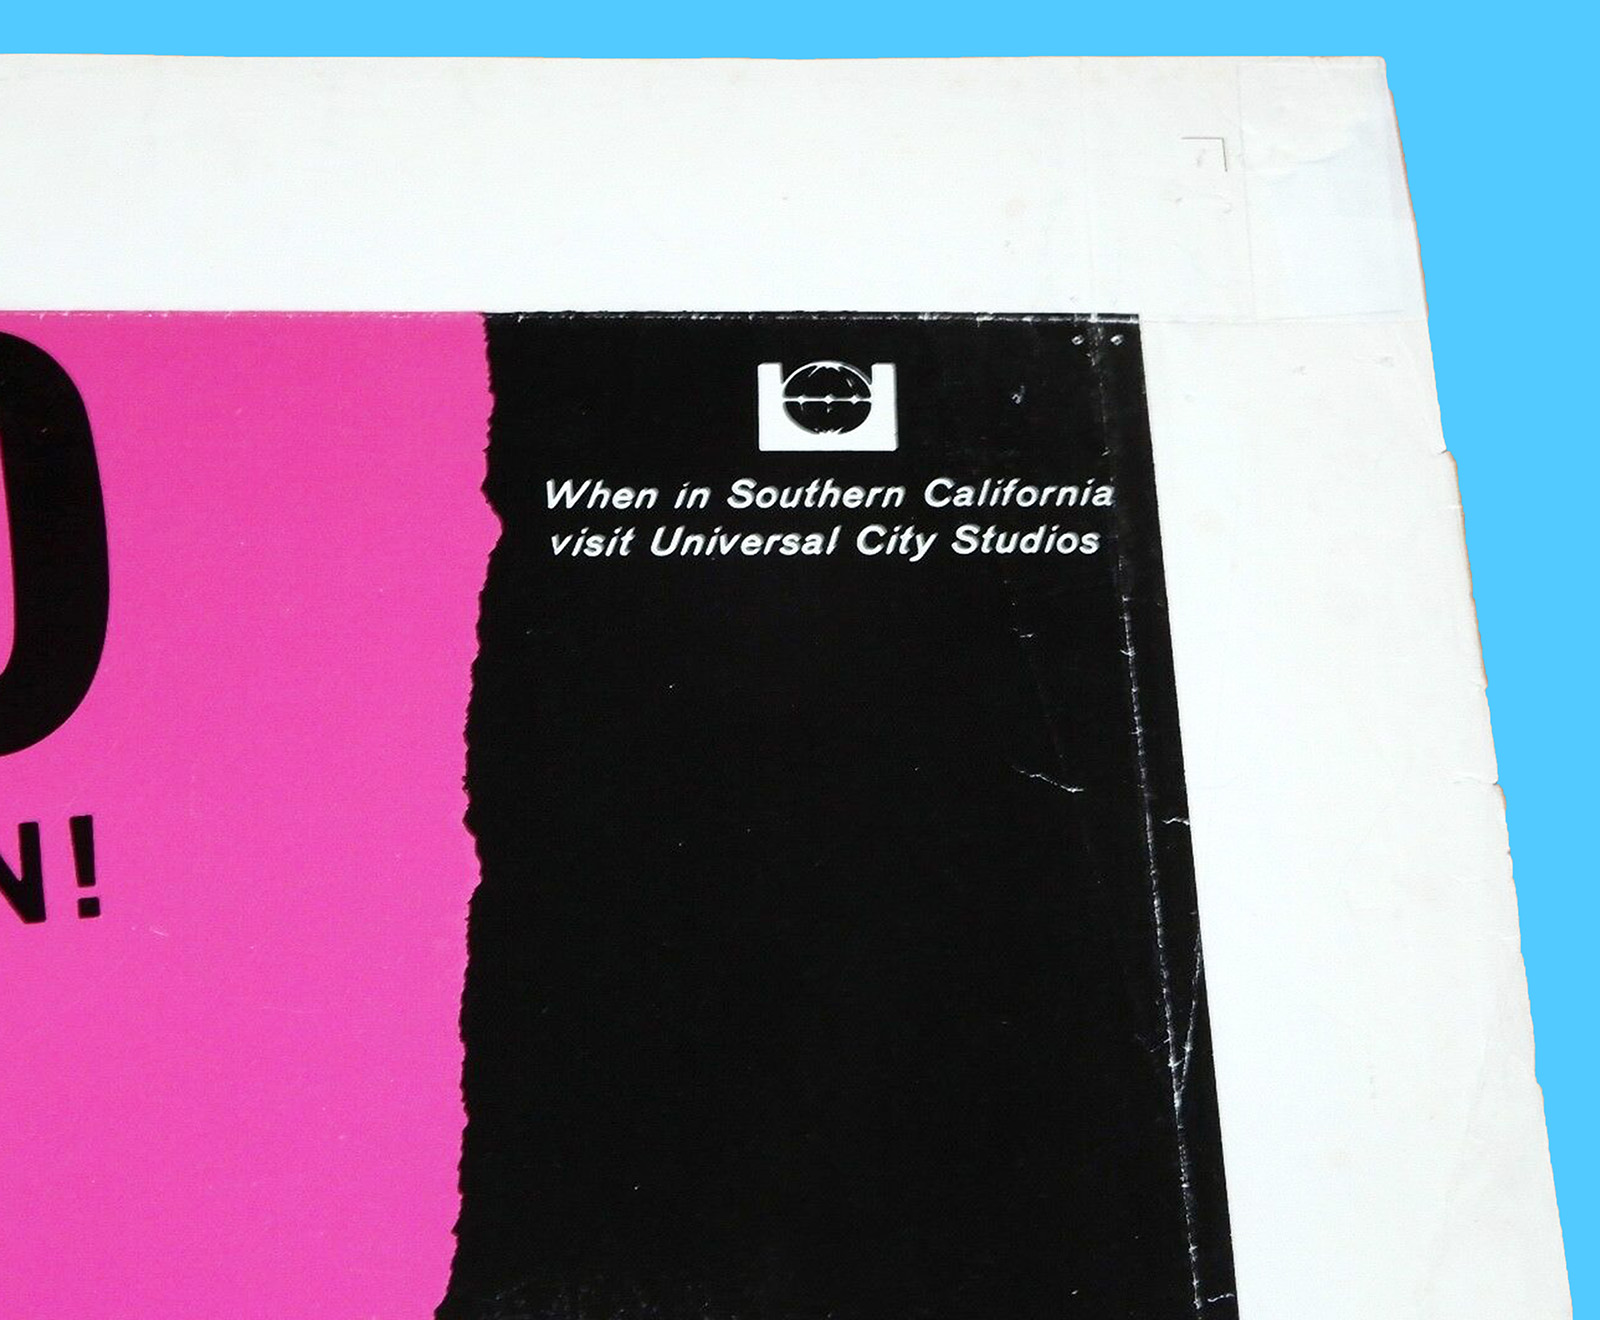 N!
When in Southern California
visit Universal City Studios